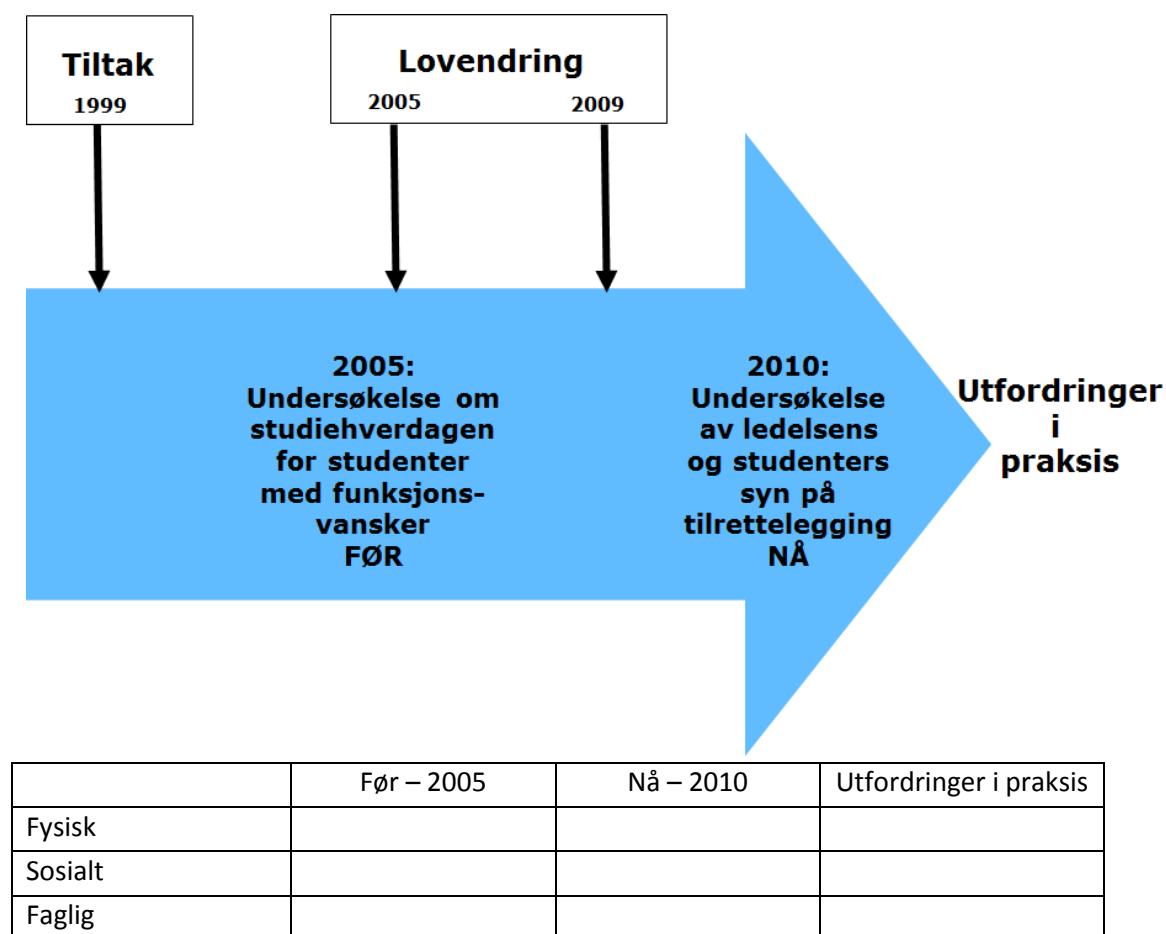 Tiltak
1999
Lovendring
2005 2009
2005:
Undersøkelse om
studiehverdagen
for studenter
med funksjons-
vansker
FØR
2010:
Undersøkelse
av ledelsens
og studenters
syn på
tilrettelegging
NÅ
Utfordringer
i
praksis
Før – 2005 Nå – 2010 Utfordringer i praksis
Fysisk
Sosialt
Faglig